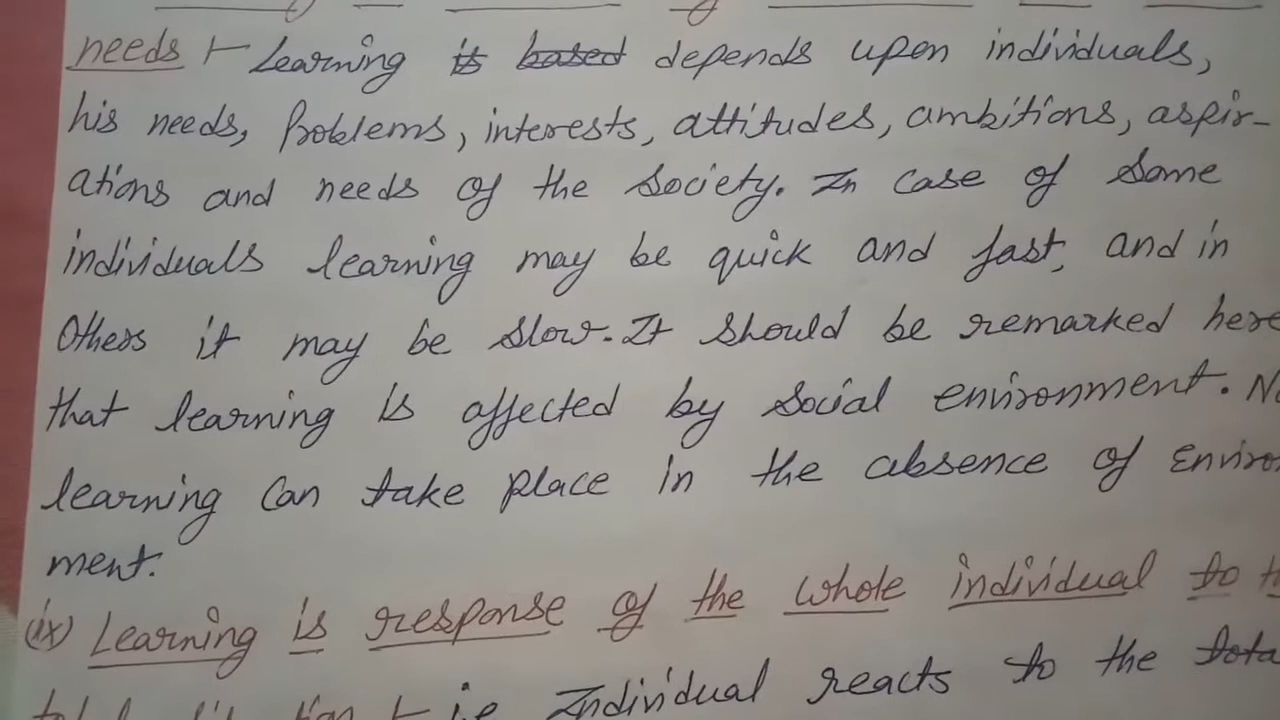 needs :- Learning is based depends upon individuals,
his needs, Problems, interests, attitudes, ambitions, aspir-
ations and needs of the Society. In Case of Some
individuals learning may be quick and fast, and in
Others it may be Slow. It Should be remarked here
that learning is affected by Social environment. No
learning Can take place in the absence of Environ
ment.
(ix) Learning is response of the whole individual to
:- i.e Individual reacts to the